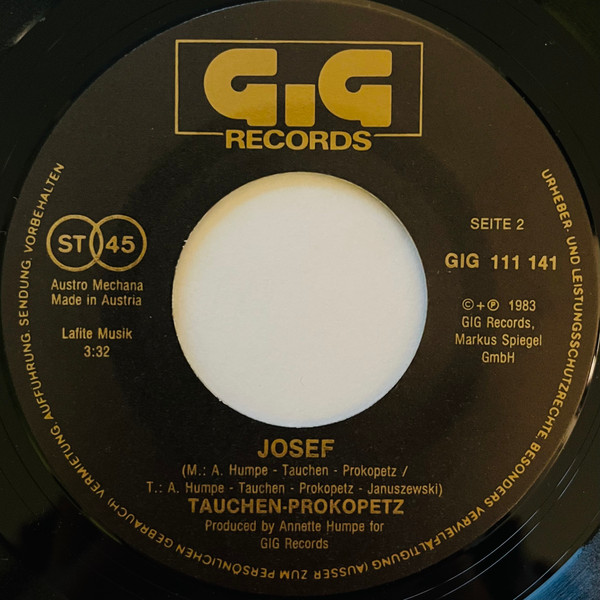 GIG
RECORDS
ST 45
Austro Mechana
Made in Austria
Lafite Musik
3:32
SEITE 2
GIG 111 141
©+℗ 1983
GIG Records,
Markus Spiegel
GmbH
JOSEF
(M.: A. Humpe - Tauchen - Prokopetz /
T.: A. Humpe - Tauchen - Prokopetz - Januszewski)
TAUCHEN-PROKOPETZ
Produced by Annette Humpe for
GIG Records
URHEBER- UND LEISTUNGSSCHUTZRECHTE, BESONDERS VERVIELFÄLTIGUNG (AUSSER ZUM PERSÖNLICHEN GEBRAUCH) VERMIETUNG, AUFFÜHRUNG, SENDUNG, VORBEHALTEN